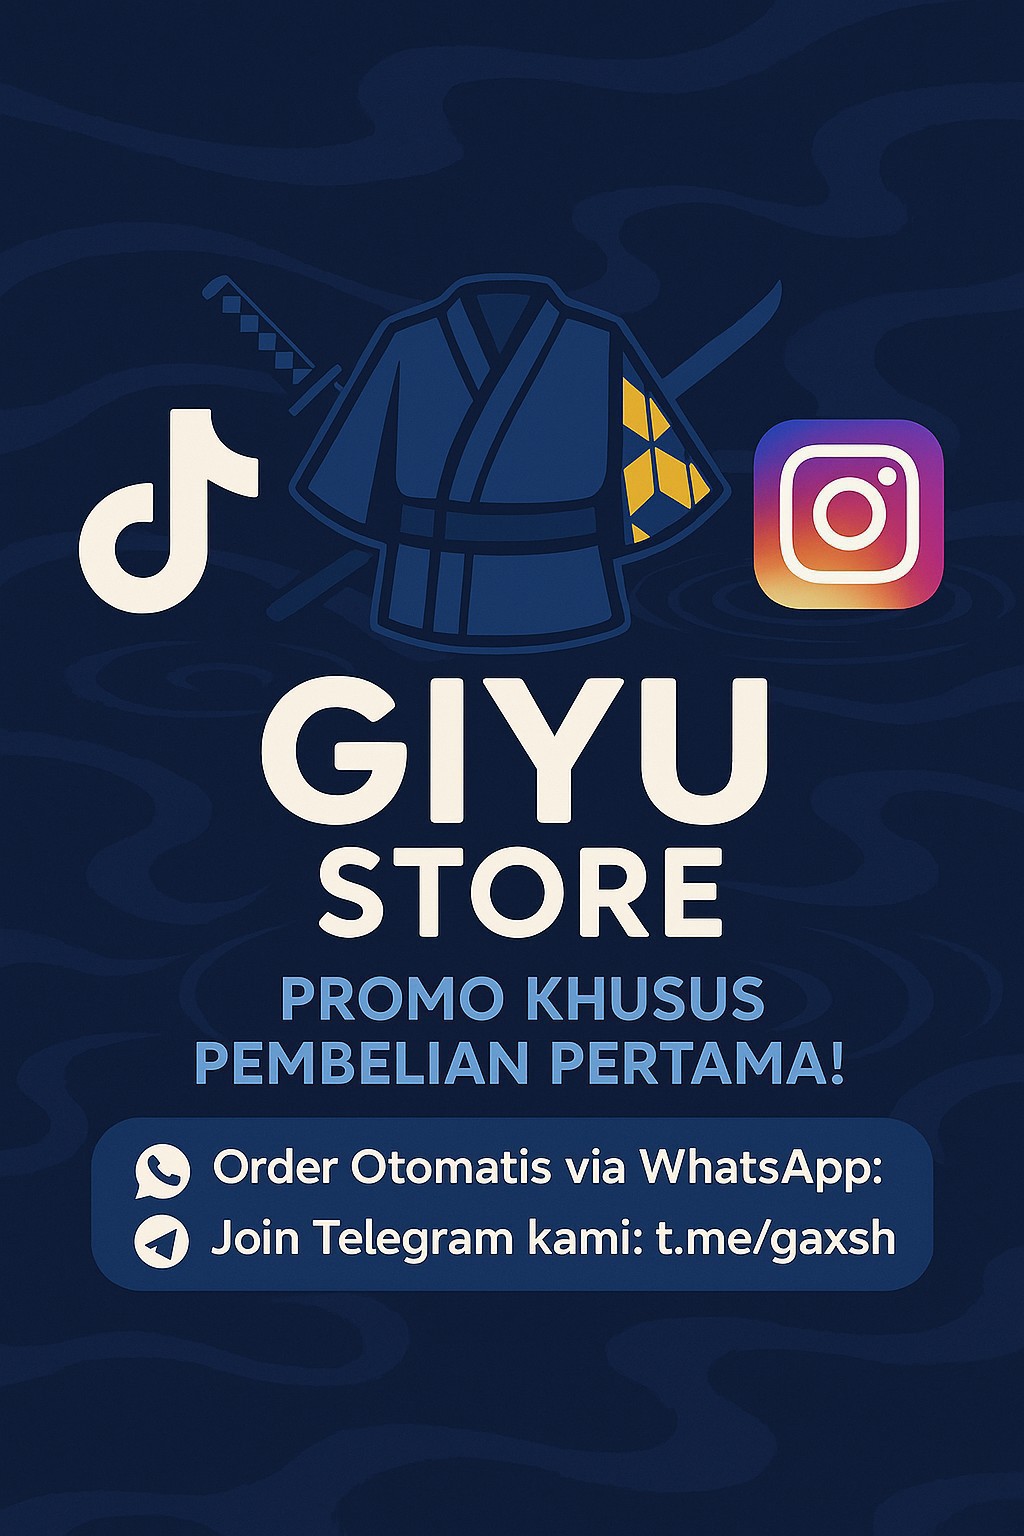 GIYU
STORE
PROMO KHUSUS
PEMBELIAN PERTAMA!
Order Otomatis via WhatsApp:
Join Telegram kami: t.me/gaxsh